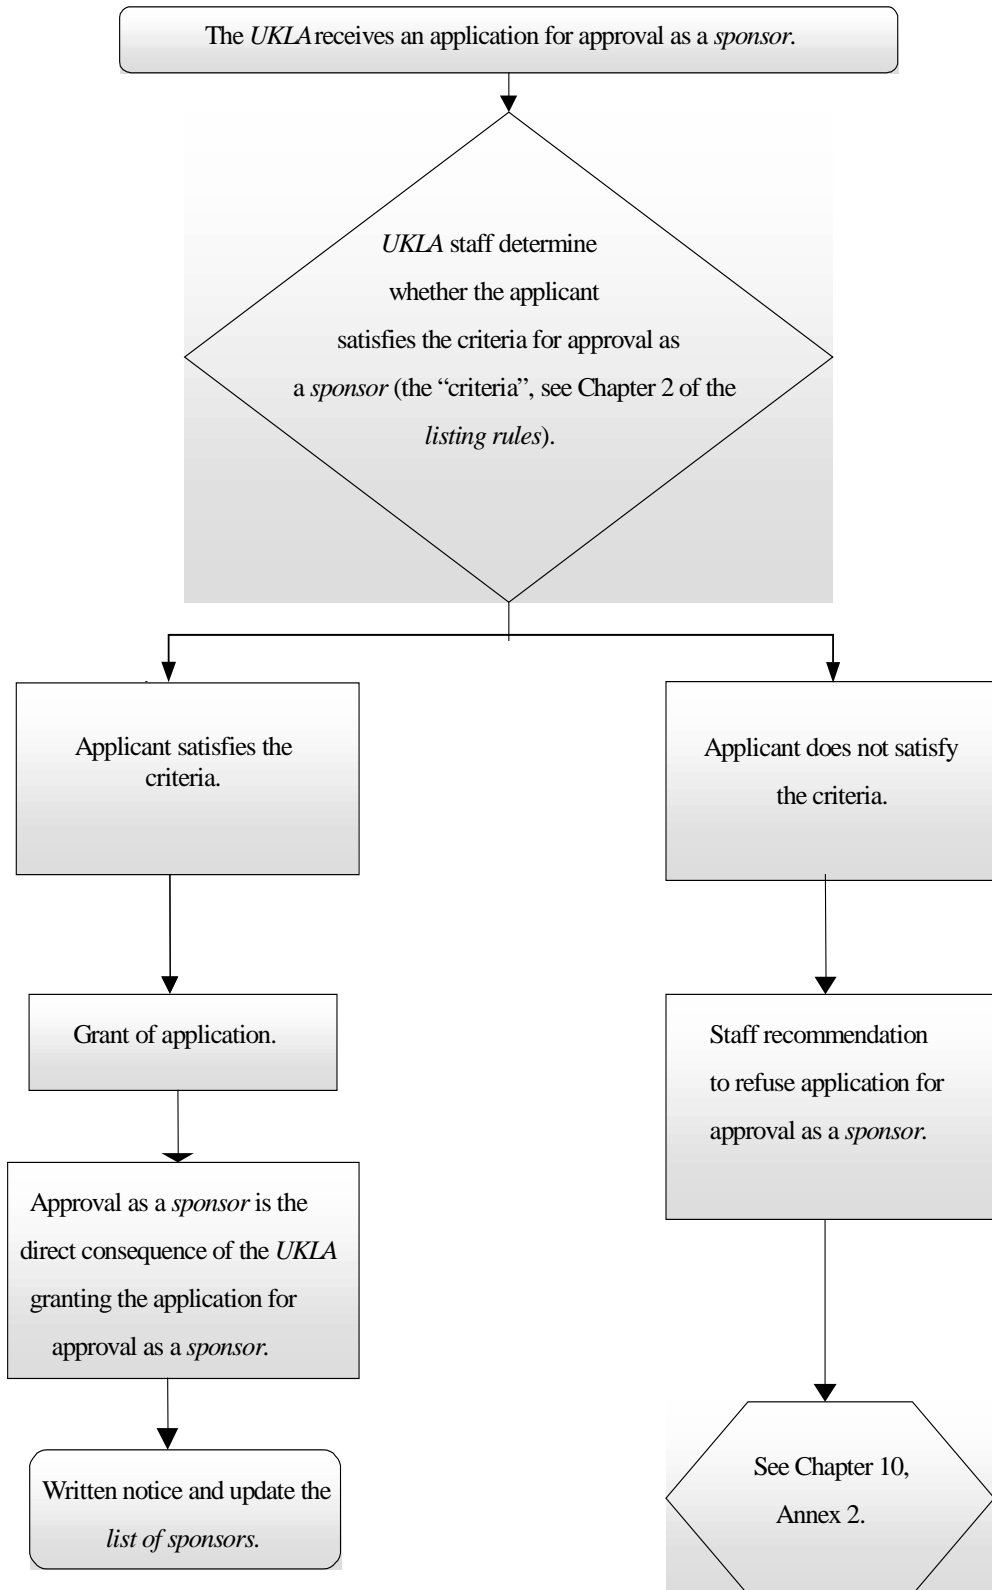 The UKLA receives an application for approval as a sponsor.
UKLA staff determine
whether the applicant
satisfies the criteria for approval as
a sponsor (the “criteria”, see Chapter 2 of the
listing rules).
Applicant satisfies the
criteria.
Applicant does not satisfy
the criteria.
Grant of application.
Staff recommendation
to refuse application for
approval as a sponsor.
Approval as a sponsor is the
direct consequence of the UKLA
granting the application for
approval as a sponsor.
Written notice and update the
list of sponsors.
See Chapter 10,
Annex 2.